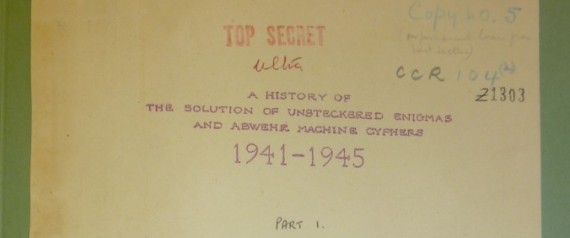 Copy no. 5
TOP SECRET
Ultra
CCR 104
Z1303
A HISTORY OF
THE SOLUTION OF UNSTECKERED ENIGMAS
AND ABWEHR MACHINE CYPHERS
1941-1945
PART 1.